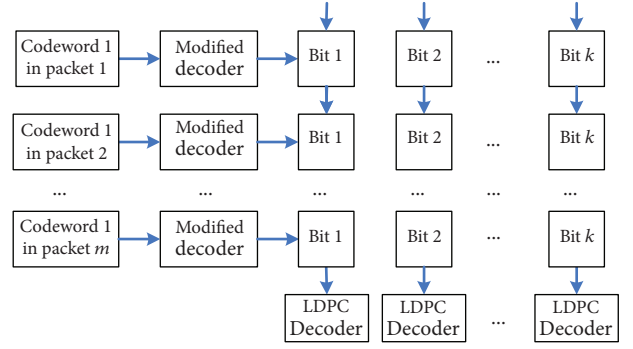 Codeword 1
in packet 1
Modified
decoder
Bit 1
Bit 2
...
Bit k
Codeword 1
in packet 2
Modified
decoder
Bit 1
Bit 2
...
Bit k
... ... ... ... ... ...
Codeword 1
in packet m
Modified
decoder
Bit 1
Bit 2
...
Bit k
LDPC
Decoder
LDPC
Decoder
...
LDPC
Decoder